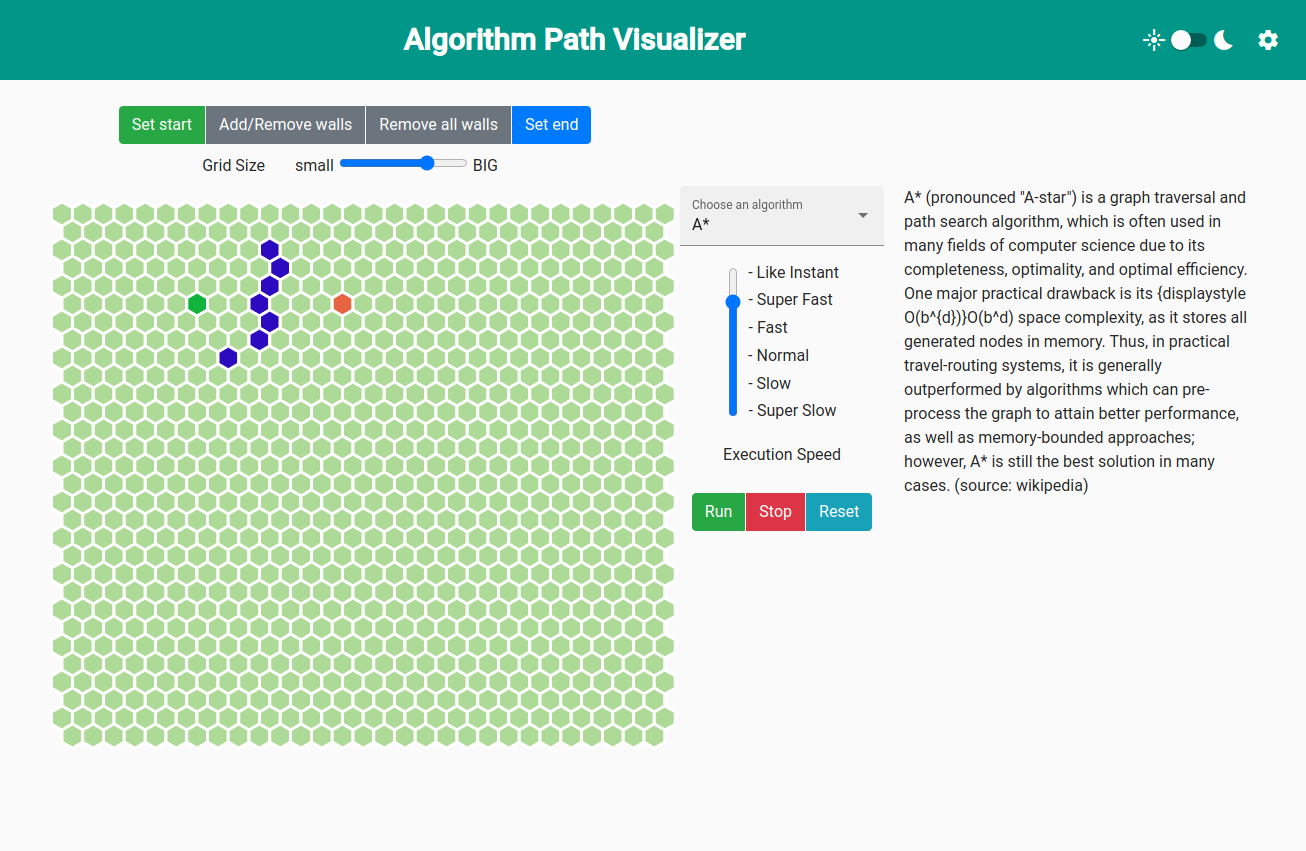 Algorithm Path Visualizer
Set start
Add/Remove walls
Remove all walls
Set end
Grid Size
small
BIG
Choose an algorithm
A*
- Like Instant
- Super Fast
- Fast
- Normal
- Slow
- Super Slow
Execution Speed
Run
Stop
Reset
A* (pronounced "A-star") is a graph traversal and
path search algorithm, which is often used in
many fields of computer science due to its
completeness, optimality, and optimal efficiency.
One major practical drawback is its {displaystyle
O(b^{d})}O(b^d) space complexity, as it stores all
generated nodes in memory. Thus, in practical
travel-routing systems, it is generally
outperformed by algorithms which can pre-
process the graph to attain better performance,
as well as memory-bounded approaches;
however, A* is still the best solution in many
cases. (source: wikipedia)